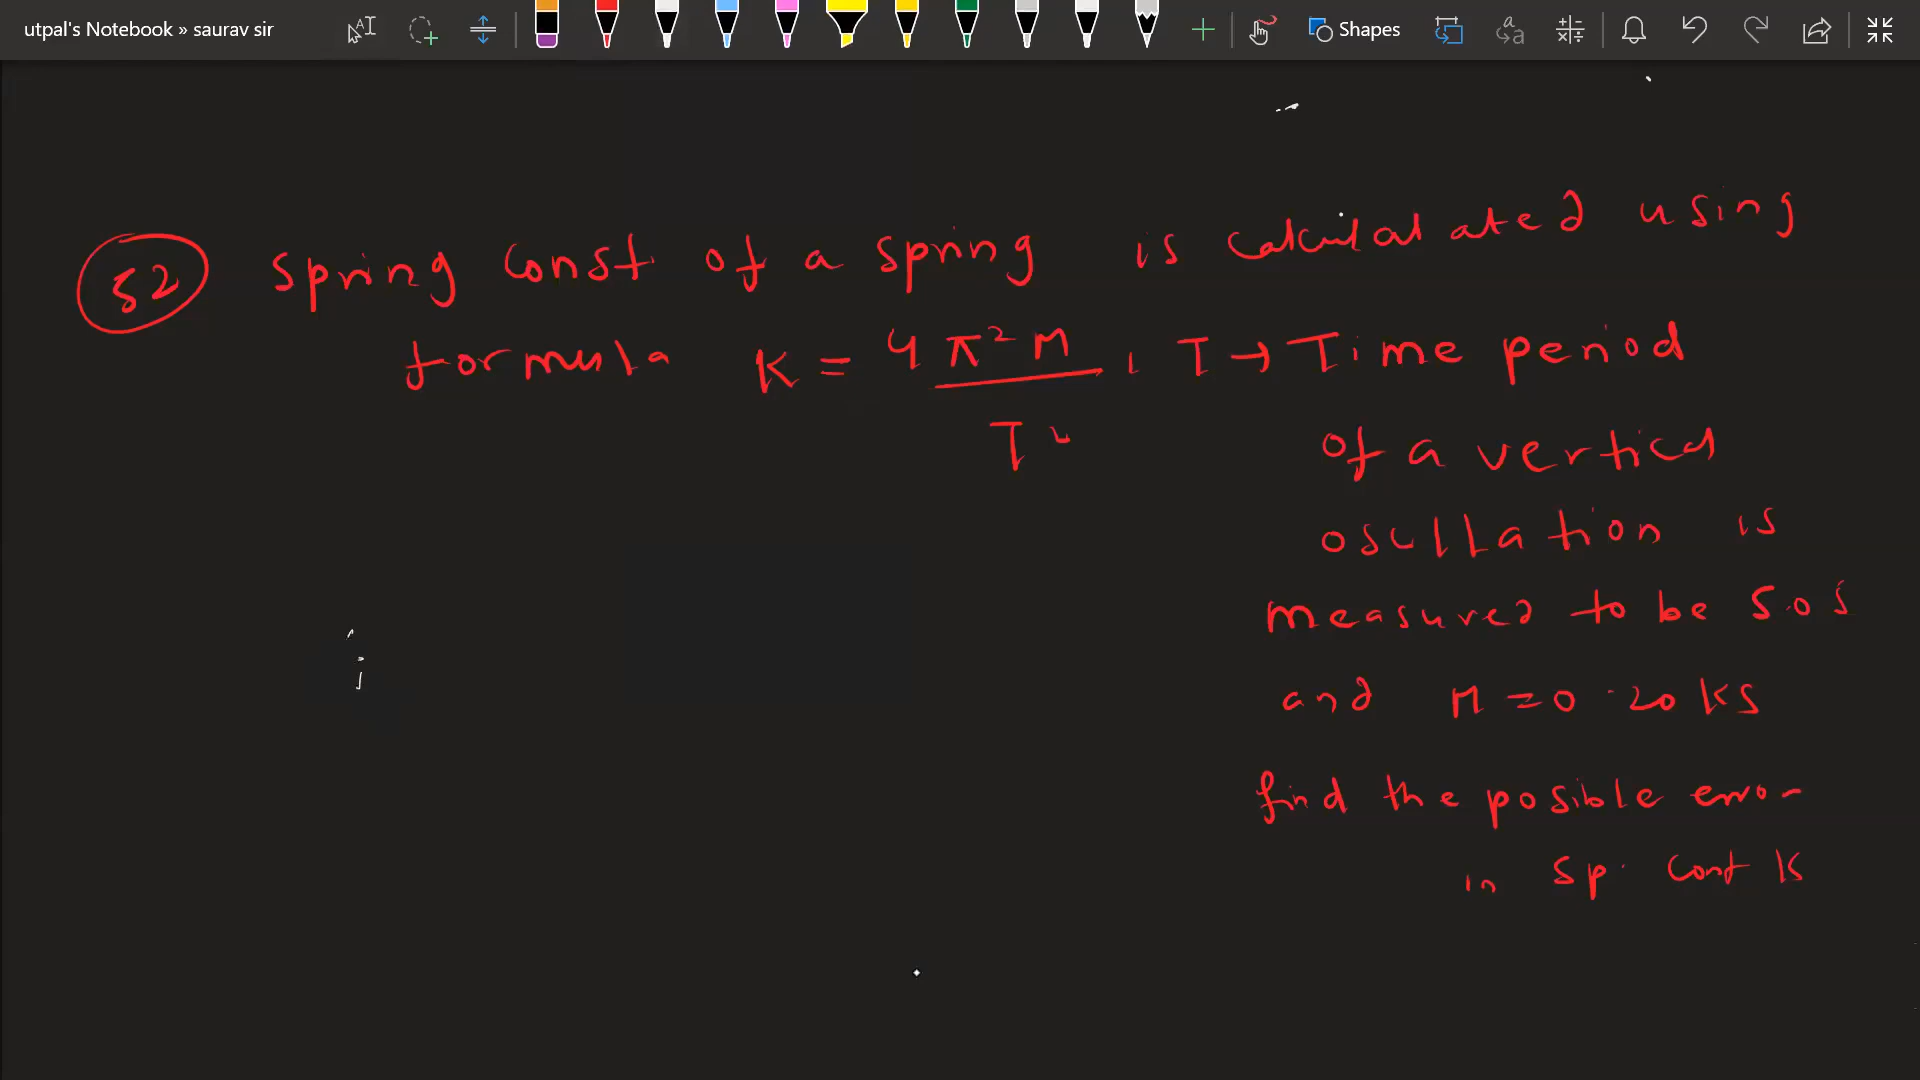 utpal's Notebook » saurav sir
Shapes
52 Spring const. of a spring is calculated using
formula K = 4π²M / T², T → Time period
of a vertical
oscillation is
measured to be 5.0 s
and M = 0.20 kg
find the posible error
in sp. const K